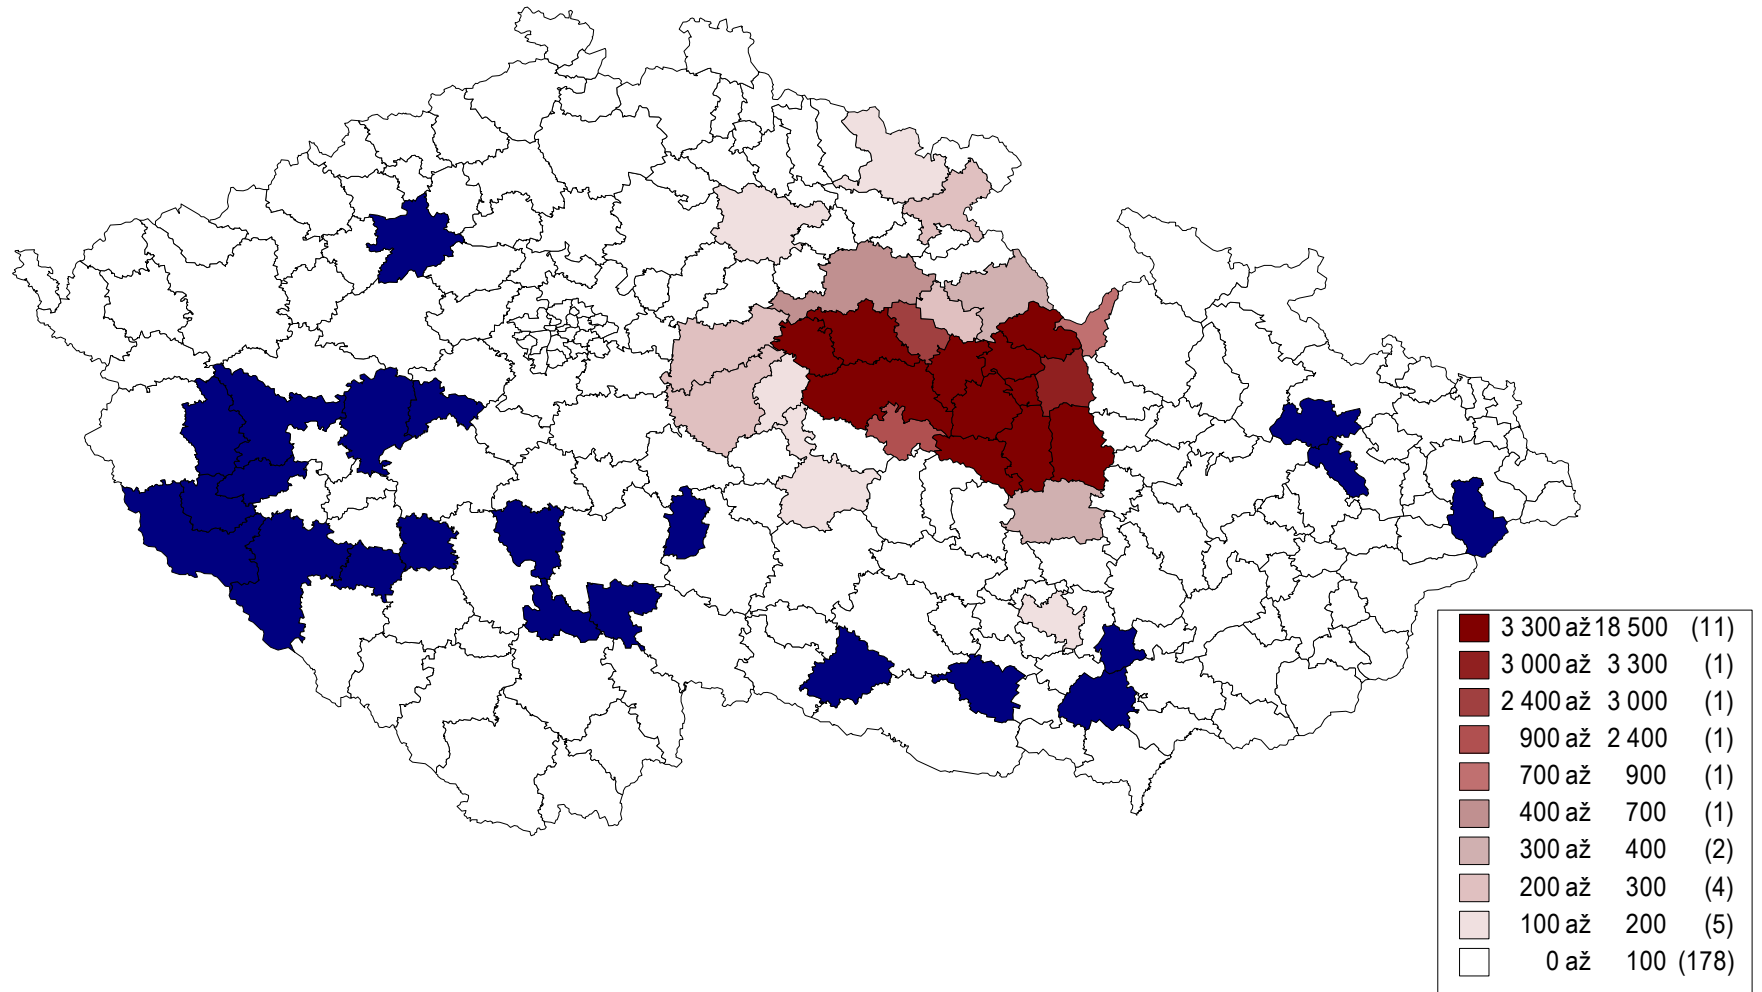 3 300 až 18 500 (11)
3 000 až 3 300 (1)
2 400 až 3 000 (1)
900 až 2 400 (1)
700 až 900 (1)
400 až 700 (1)
300 až 400 (2)
200 až 300 (4)
100 až 200 (5)
0 až 100 (178)